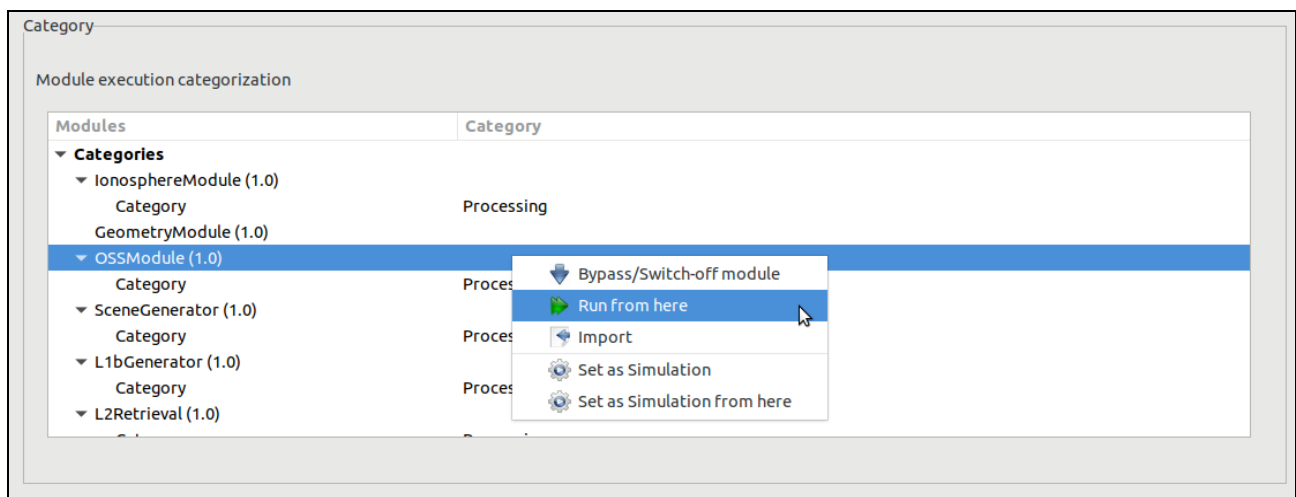 Category
Module execution categorization
Modules Category
Categories
IonosphereModule (1.0)
Category Processing
GeometryModule (1.0)
OSSModule (1.0)
Bypass/Switch-off module
Category Proces
Run from here
SceneGenerator (1.0)
Category Proces
Import
L1bGenerator (1.0)
Set as Simulation
Category Proces
Set as Simulation from here
L2Retrieval (1.0)